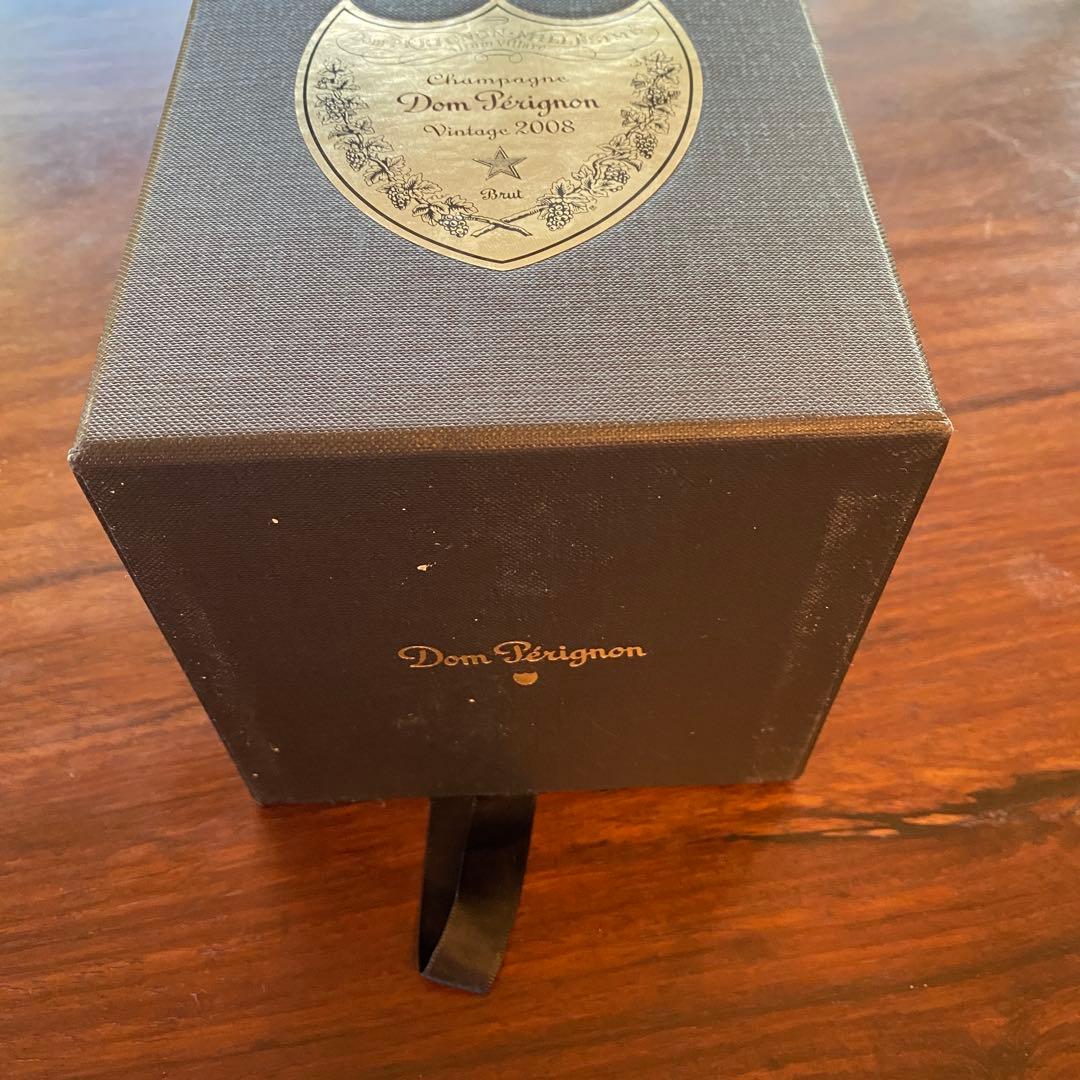 Champagne
Dom Pérignon
Vintage 2008
Brut
Dom Pérignon